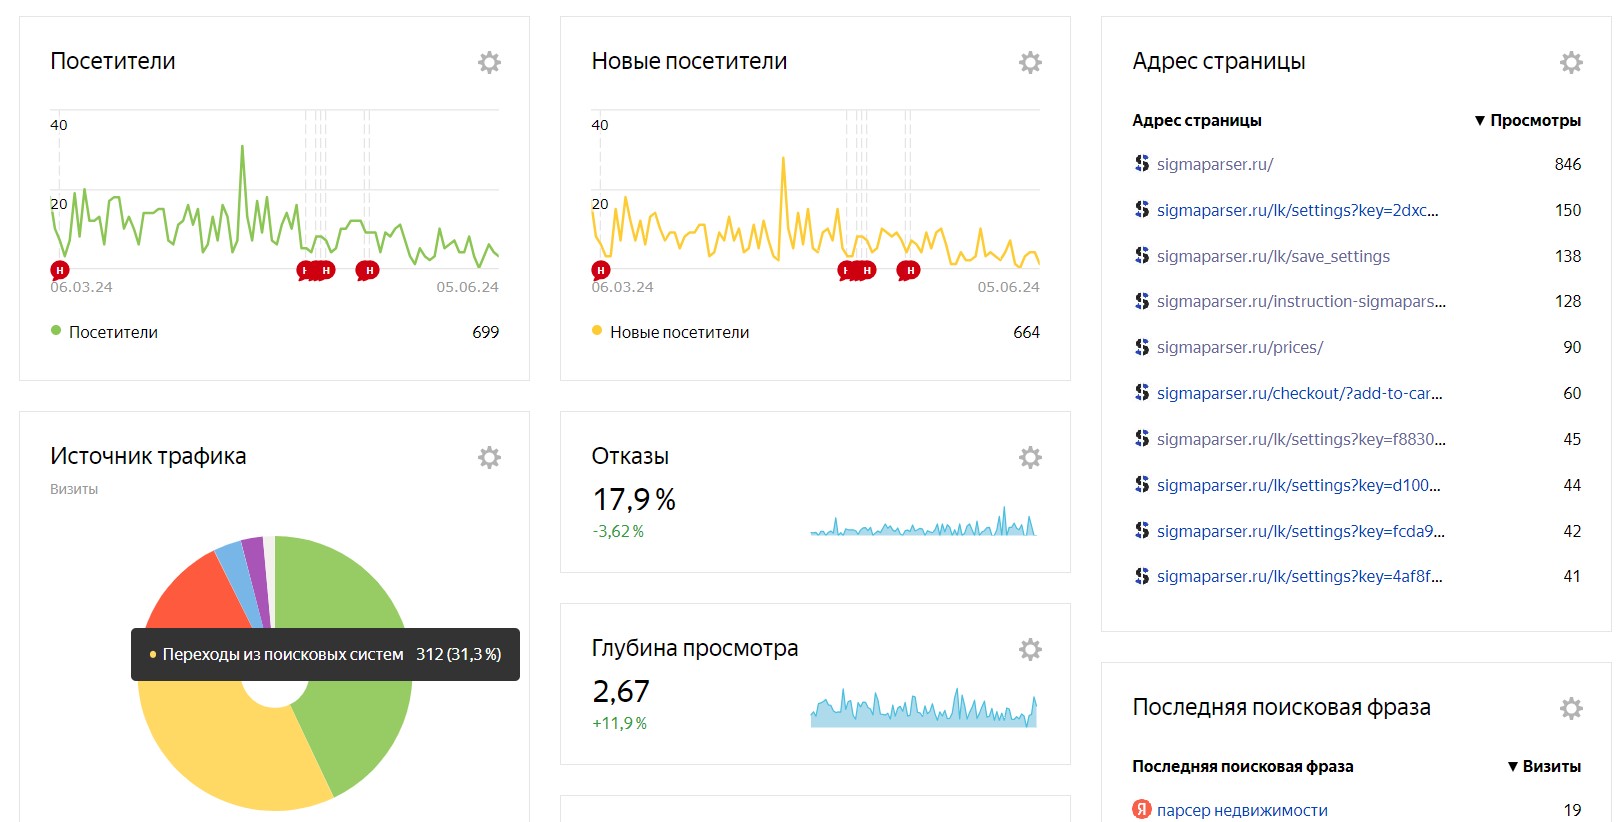 Посетители
40
20
н
н
н
н
06.03.24
05.06.24
Посетители
699
Новые посетители
40
20
н
н
н
н
06.03.24
05.06.24
Новые посетители
664
Адрес страницы
Адрес страницы ▼ Просмотры
sigmaparser.ru/ 846
sigmaparser.ru/lk/settings?key=2dxc... 150
sigmaparser.ru/lk/save_settings 138
sigmaparser.ru/instruction-sigmapars... 128
sigmaparser.ru/prices/ 90
sigmaparser.ru/checkout/?add-to-car... 60
sigmaparser.ru/lk/settings?key=f8830... 45
sigmaparser.ru/lk/settings?key=d100... 44
sigmaparser.ru/lk/settings?key=fcda9... 42
sigmaparser.ru/lk/settings?key=4af8f... 41
Источник трафика
Визиты
Переходы из поисковых систем 312 (31,3 %)
Отказы
17,9 %
-3,62 %
Глубина просмотра
2,67
+11,9 %
Последняя поисковая фраза
Последняя поисковая фраза ▼ Визиты
Я парсер недвижимости 19